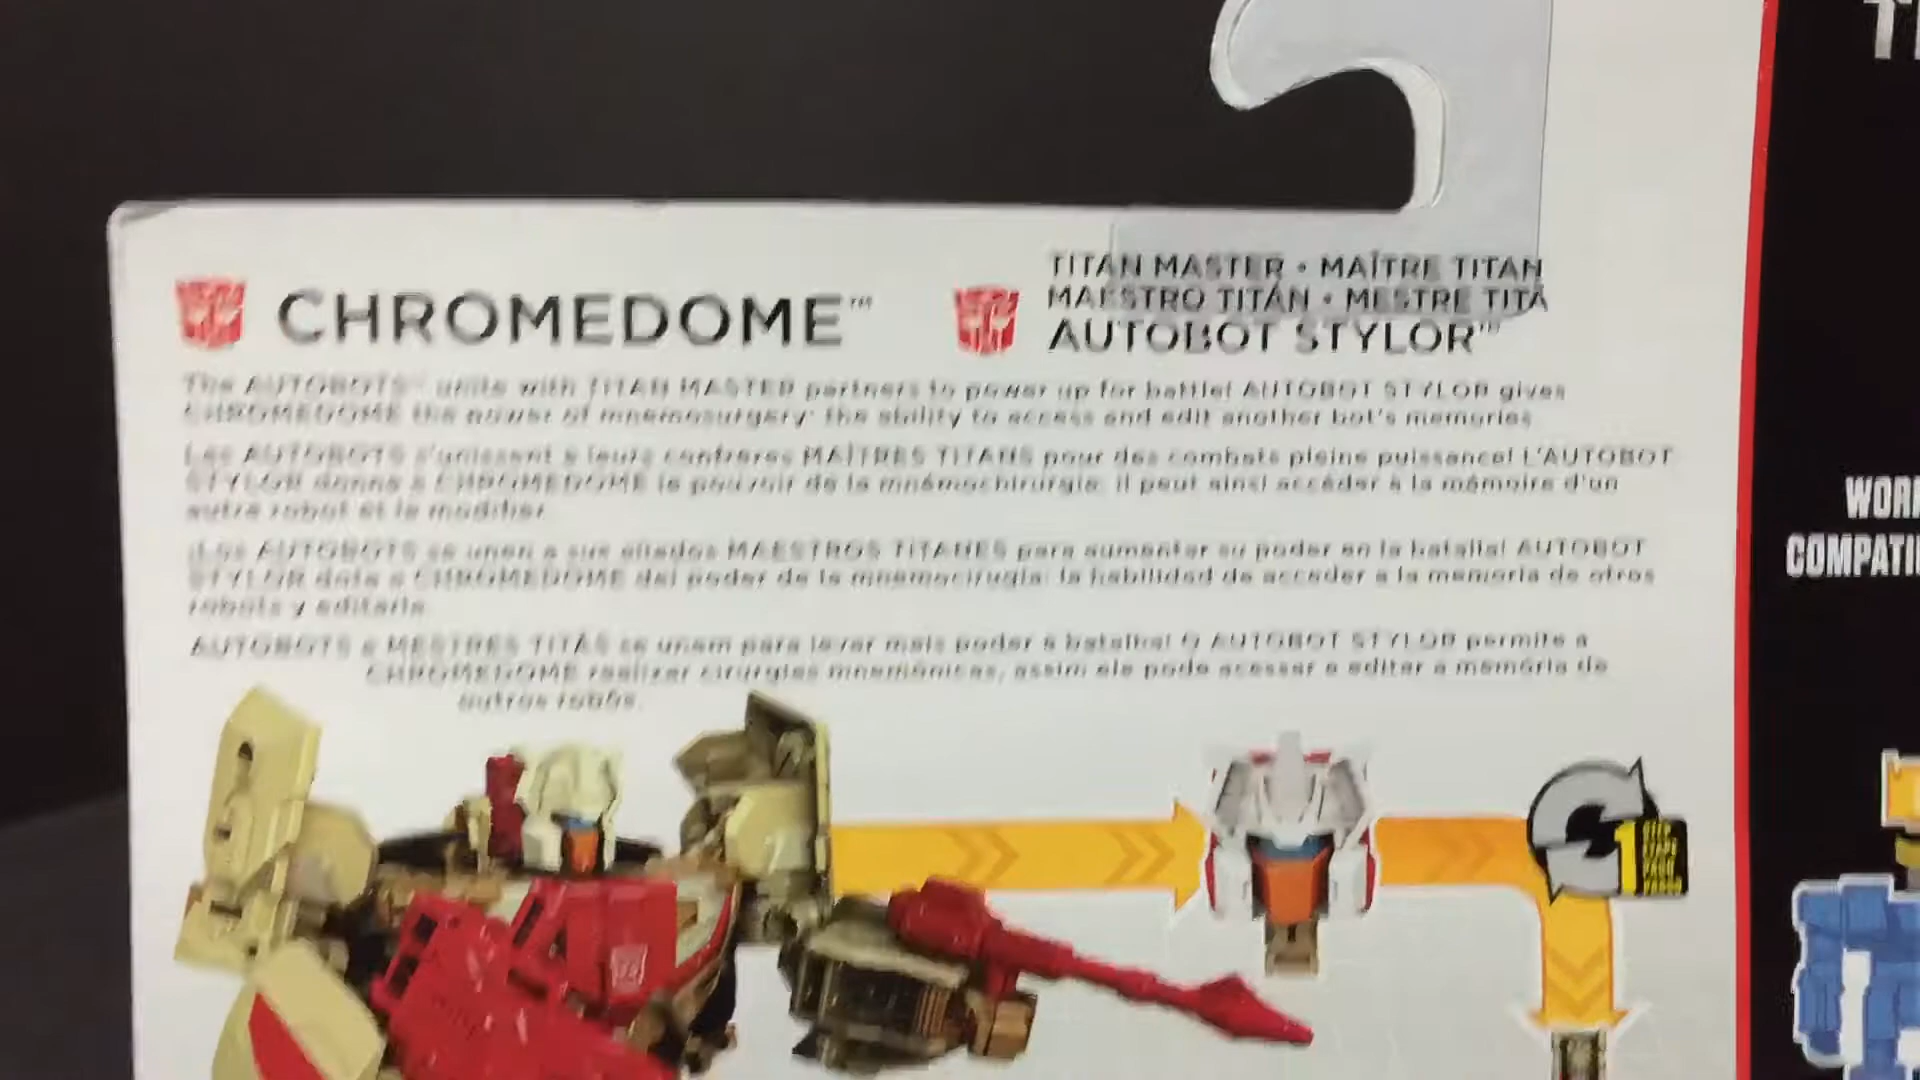 CHROMEDOME™
TITAN MASTER • MAÎTRE TITAN
MAESTRO TITÁN • MESTRE TITÃ
AUTOBOT STYLOR™
The AUTOBOTS™ unite with TITAN MASTER partners to power up for battle! AUTOBOT STYLOR gives
CHROMEDOME the power of mnemosurgery: the ability to access and edit another bot's memories.
Les AUTOBOTS s'unissent à leurs confrères MAÎTRES TITANS pour des combats pleine puissance! L'AUTOBOT
STYLOR donne à CHROMEDOME le pouvoir de la mnémochirurgie: il peut ainsi accéder à la mémoire d'un
autre robot et la modifier.
¡Los AUTOBOTS se unen a sus aliados MAESTROS TITANES para aumentar su poder en la batalla! AUTOBOT
STYLOR dota a CHROMEDOME del poder de la mnemocirugía: la habilidad de acceder a la memoria de otros
robots y editarla.
AUTOBOTS e MESTRES TITÃS se unem para levar mais poder à batalha! O AUTOBOT STYLOR permite a
CHROMEDOME realizar cirurgias mnemônicas, assim ele pode acessar e editar a memória de
outros robôs.
1